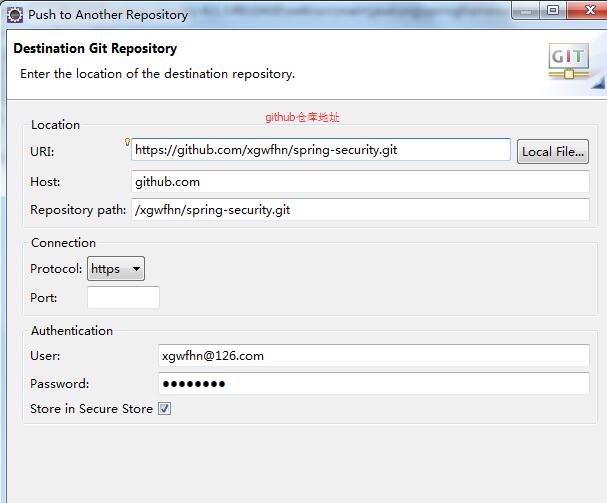 Push to Another Repository
Destination Git Repository
Enter the location of the destination repository.
GIT
github仓库地址
Location
URI: https://github.com/xgwfhn/spring-security.git Local File...
Host: github.com
Repository path: /xgwfhn/spring-security.git
Connection
Protocol: https
Port:
Authentication
User: xgwfhn@126.com
Password: ●●●●●●●●
Store in Secure Store